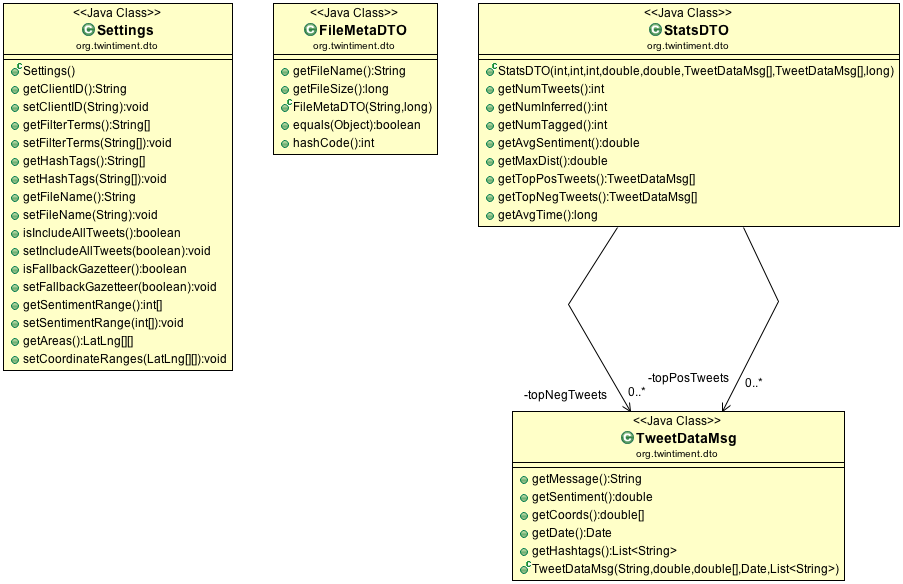 <<Java Class>>
Settings
org.twintiment.dto
Settings()
getClientID():String
setClientID(String):void
getFilterTerms():String[]
setFilterTerms(String[]):void
getHashTags():String[]
setHashTags(String[]):void
getFileName():String
setFileName(String):void
isIncludeAllTweets():boolean
setIncludeAllTweets(boolean):void
isFallbackGazetteer():boolean
setFallbackGazetteer(boolean):void
getSentimentRange():int[]
setSentimentRange(int[]):void
getAreas():LatLng[][]
setCoordinateRanges(LatLng[][]):void
<<Java Class>>
FileMetaDTO
org.twintiment.dto
getFileName():String
getFileSize():long
FileMetaDTO(String,long)
equals(Object):boolean
hashCode():int
<<Java Class>>
StatsDTO
org.twintiment.dto
StatsDTO(int,int,int,double,double,TweetDataMsg[],TweetDataMsg[],long)
getNumTweets():int
getNumInferred():int
getNumTagged():int
getAvgSentiment():double
getMaxDist():double
getTopPosTweets():TweetDataMsg[]
getTopNegTweets():TweetDataMsg[]
getAvgTime():long
-topNegTweets
0..*
-topPosTweets
0..*
<<Java Class>>
TweetDataMsg
org.twintiment.dto
getMessage():String
getSentiment():double
getCoords():double[]
getDate():Date
getHashtags():List<String>
TweetDataMsg(String,double,double[],Date,List<String>)